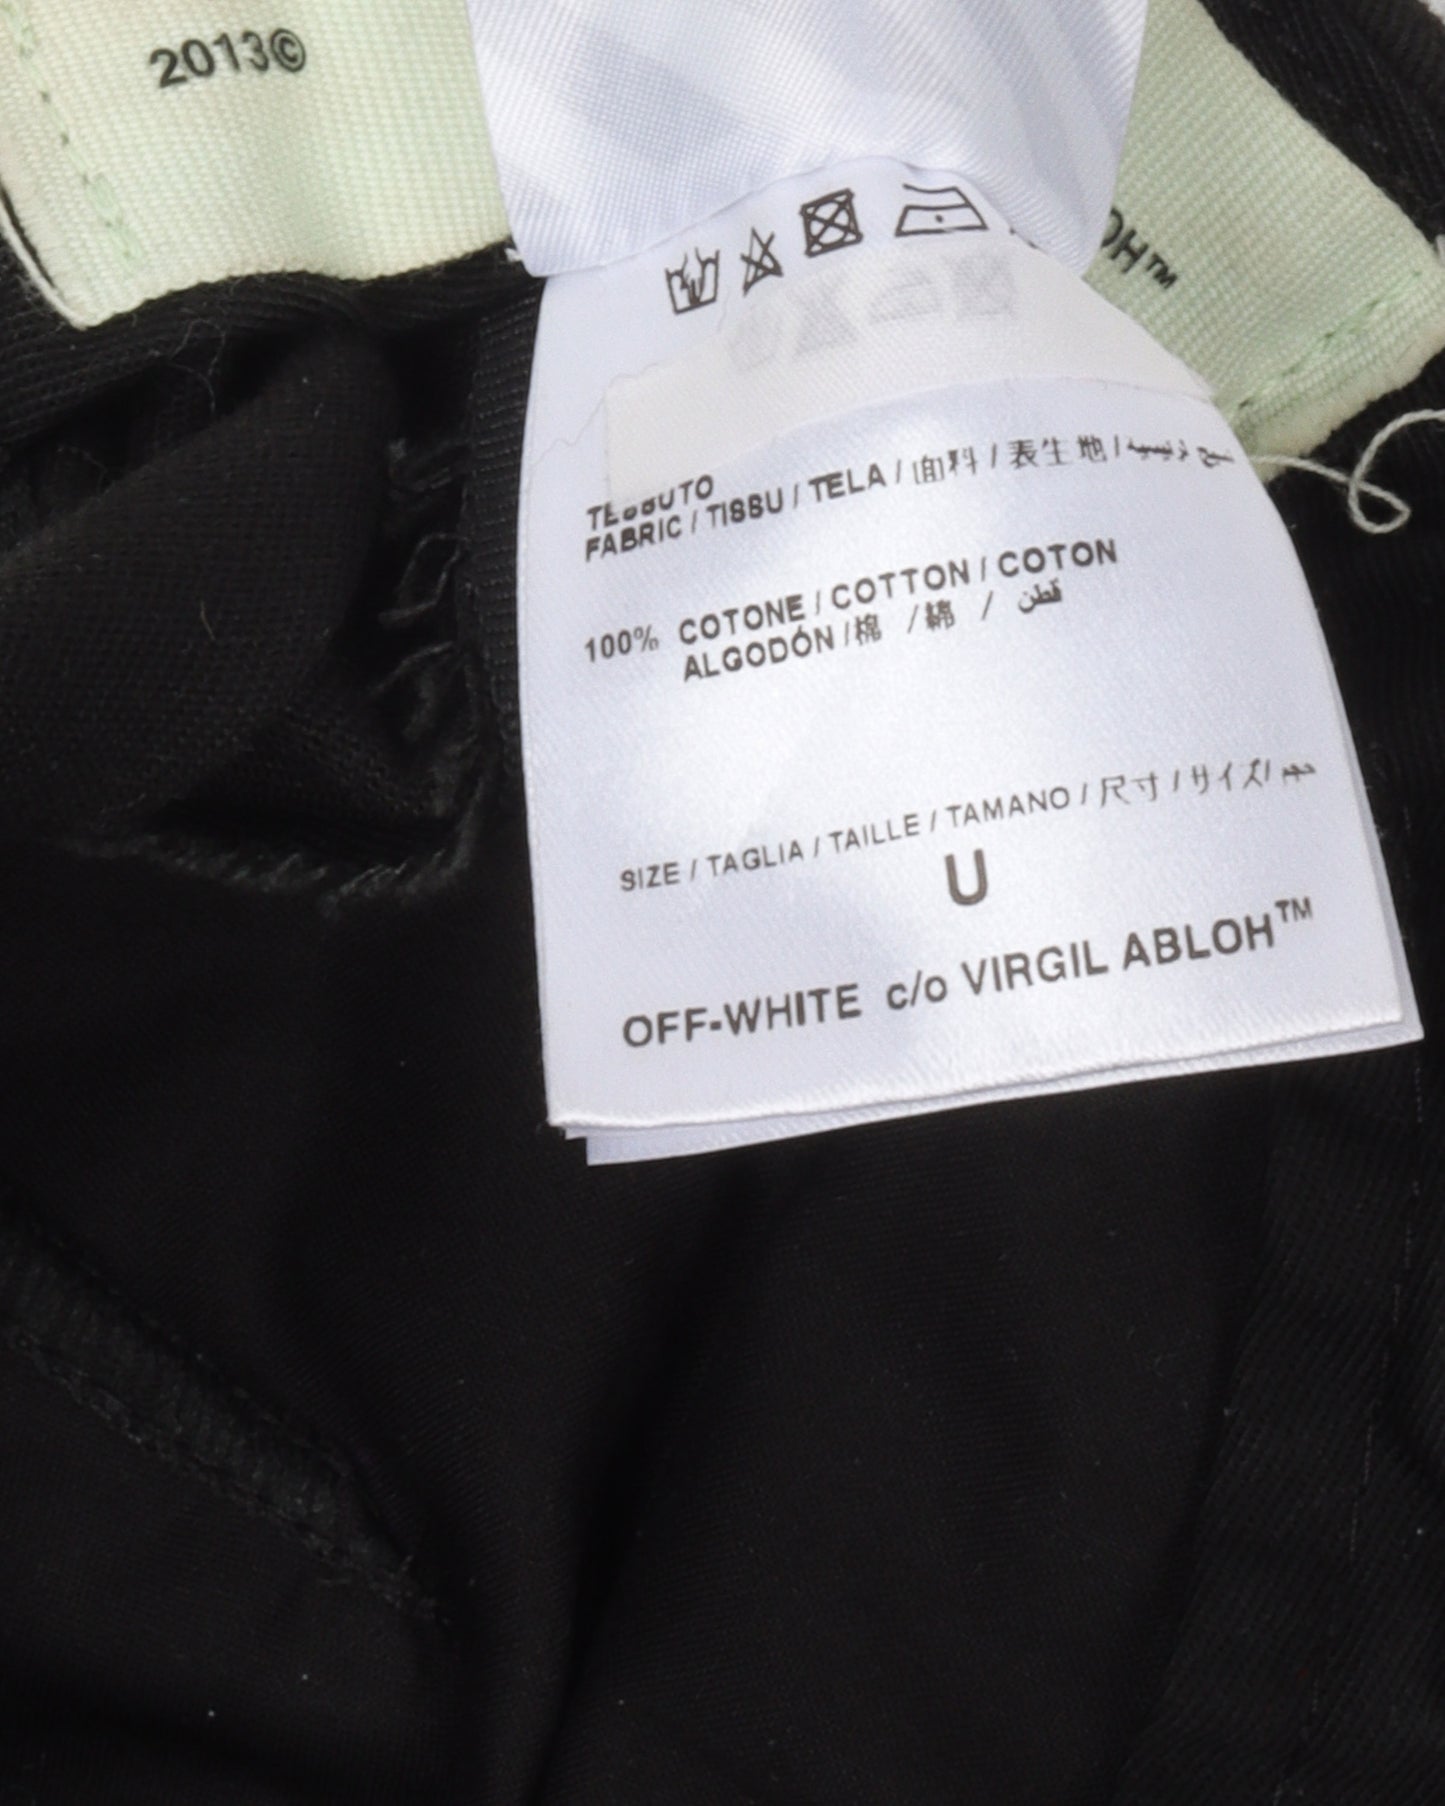 2013©
OH™
TESSUTO
FABRIC / TISSU / TELA / 面料 / 表生地 /
100% COTONE / COTTON / COTON
ALGODÓN / 棉 / 綿 / قطن
SIZE / TAGLIA / TAILLE / TAMANO / 尺寸 / サイズ /
U
OFF-WHITE c/o VIRGIL ABLOH™